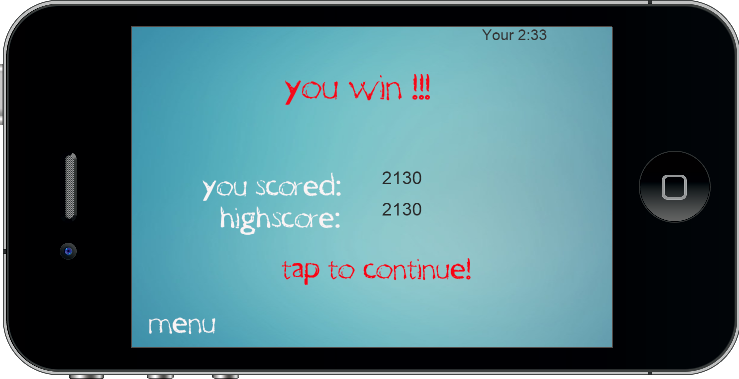 Your 2:33
you win !!!
you scored: 2130
highscore: 2130
tap to continue!
menu